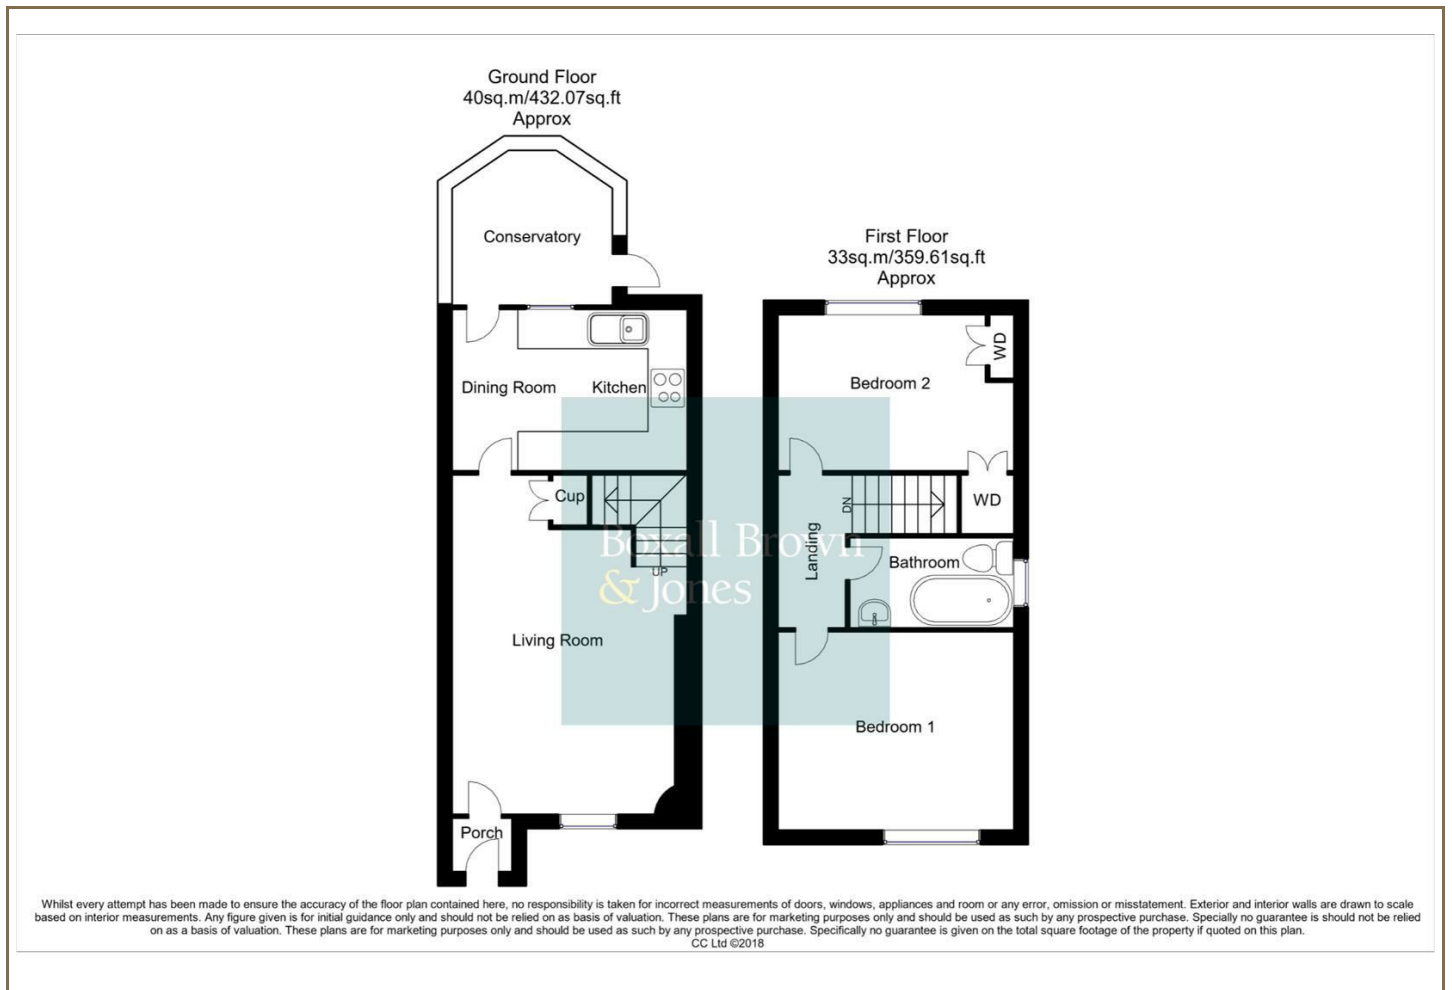 Ground Floor
40sq.m/432.07sq.ft
Approx
Conservatory
Dining Room
Kitchen
Cup
UP
Living Room
Porch
First Floor
33sq.m/359.61sq.ft
Approx
WD
Bedroom 2
WD
DN
Landing
Bathroom
Bedroom 1
Boxall Brown
& Jones
Whilst every attempt has been made to ensure the accuracy of the floor plan contained here, no responsibility is taken for incorrect measurements of doors, windows, appliances and room or any error, omission or misstatement. Exterior and interior walls are drawn to scale
based on interior measurements. Any figure given is for initial guidance only and should not be relied on as basis of valuation. These plans are for marketing purposes only and should be used as such by any prospective purchase. Specially no guarantee is should not be relied
on as a basis of valuation. These plans are for marketing purposes only and should be used as such by any prospective purchase. Specifically no guarantee is given on the total square footage of the property if quoted on this plan.
CC Ltd ©2018